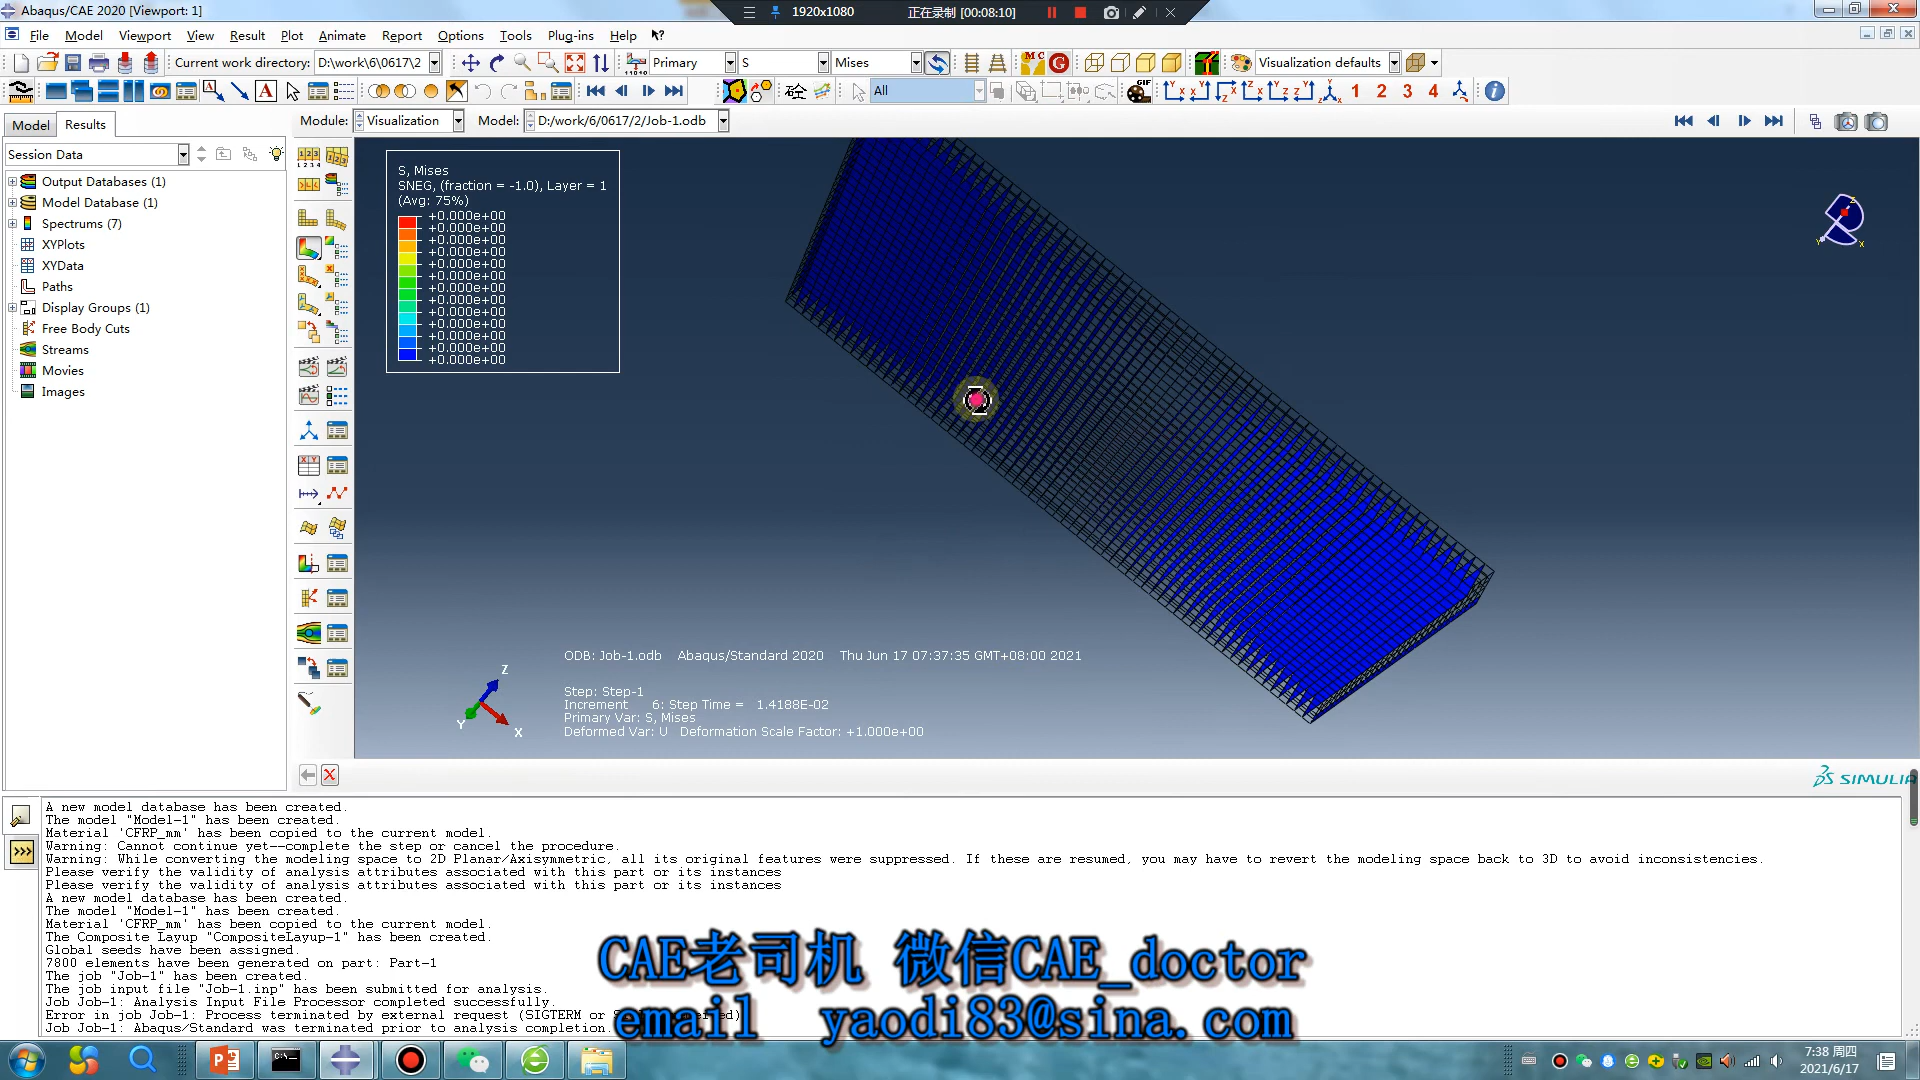 Abaqus/CAE 2020 [Viewport: 1]
1920x1080
正在录制 [00:08:10]
File Model Viewport View Result Plot Animate Report Options Tools Plug-ins Help
Current work directory: D:\work\6\0617\2
Primary
S
Mises
Visualization defaults
All
1 2 3 4
Model Results
Module: Visualization
Model: D:/work/6/0617/2/Job-1.odb
Session Data
Output Databases (1)
Model Database (1)
Spectrums (7)
XYPlots
XYData
Paths
Display Groups (1)
Free Body Cuts
Streams
Movies
Images
S, Mises
SNEG, (fraction = -1.0), Layer = 1
(Avg: 75%)
+0.000e+00
+0.000e+00
+0.000e+00
+0.000e+00
+0.000e+00
+0.000e+00
+0.000e+00
+0.000e+00
+0.000e+00
+0.000e+00
+0.000e+00
+0.000e+00
+0.000e+00
Z
Y
X
Z
Y
X
ODB: Job-1.odb Abaqus/Standard 2020 Thu Jun 17 07:37:35 GMT+08:00 2021
Step: Step-1
Increment 6: Step Time = 1.4188E-02
Primary Var: S, Mises
Deformed Var: U Deformation Scale Factor: +1.000e+00
SIMULIA
A new model database has been created.
The model "Model-1" has been created.
Material 'CFRP_mm' has been copied to the current model.
Warning: Cannot continue yet--complete the step or cancel the procedure.
Warning: While converting the modeling space to 2D Planar/Axisymmetric, all its original features were suppressed. If these are resumed, you may have to revert the modeling space back to 3D to avoid inconsistencies.
Please verify the validity of analysis attributes associated with this part or its instances
Please verify the validity of analysis attributes associated with this part or its instances
A new model database has been created.
The model "Model-1" has been created.
Material 'CFRP_mm' has been copied to the current model.
The Composite Layup "CompositeLayup-1" has been created.
Global seeds have been assigned.
7800 elements have been generated on part: Part-1
The job "Job-1" has been created.
The job input file "Job-1.inp" has been submitted for analysis.
Job Job-1: Analysis Input File Processor completed successfully.
Error in job Job-1: Process terminated by external request (SIGTERM or
Job Job-1: Abaqus/Standard was terminated prior to analysis completion.
CAE老司机 微信CAE_doctor
email yaodi83@sina.com
7:38 周四
2021/6/17